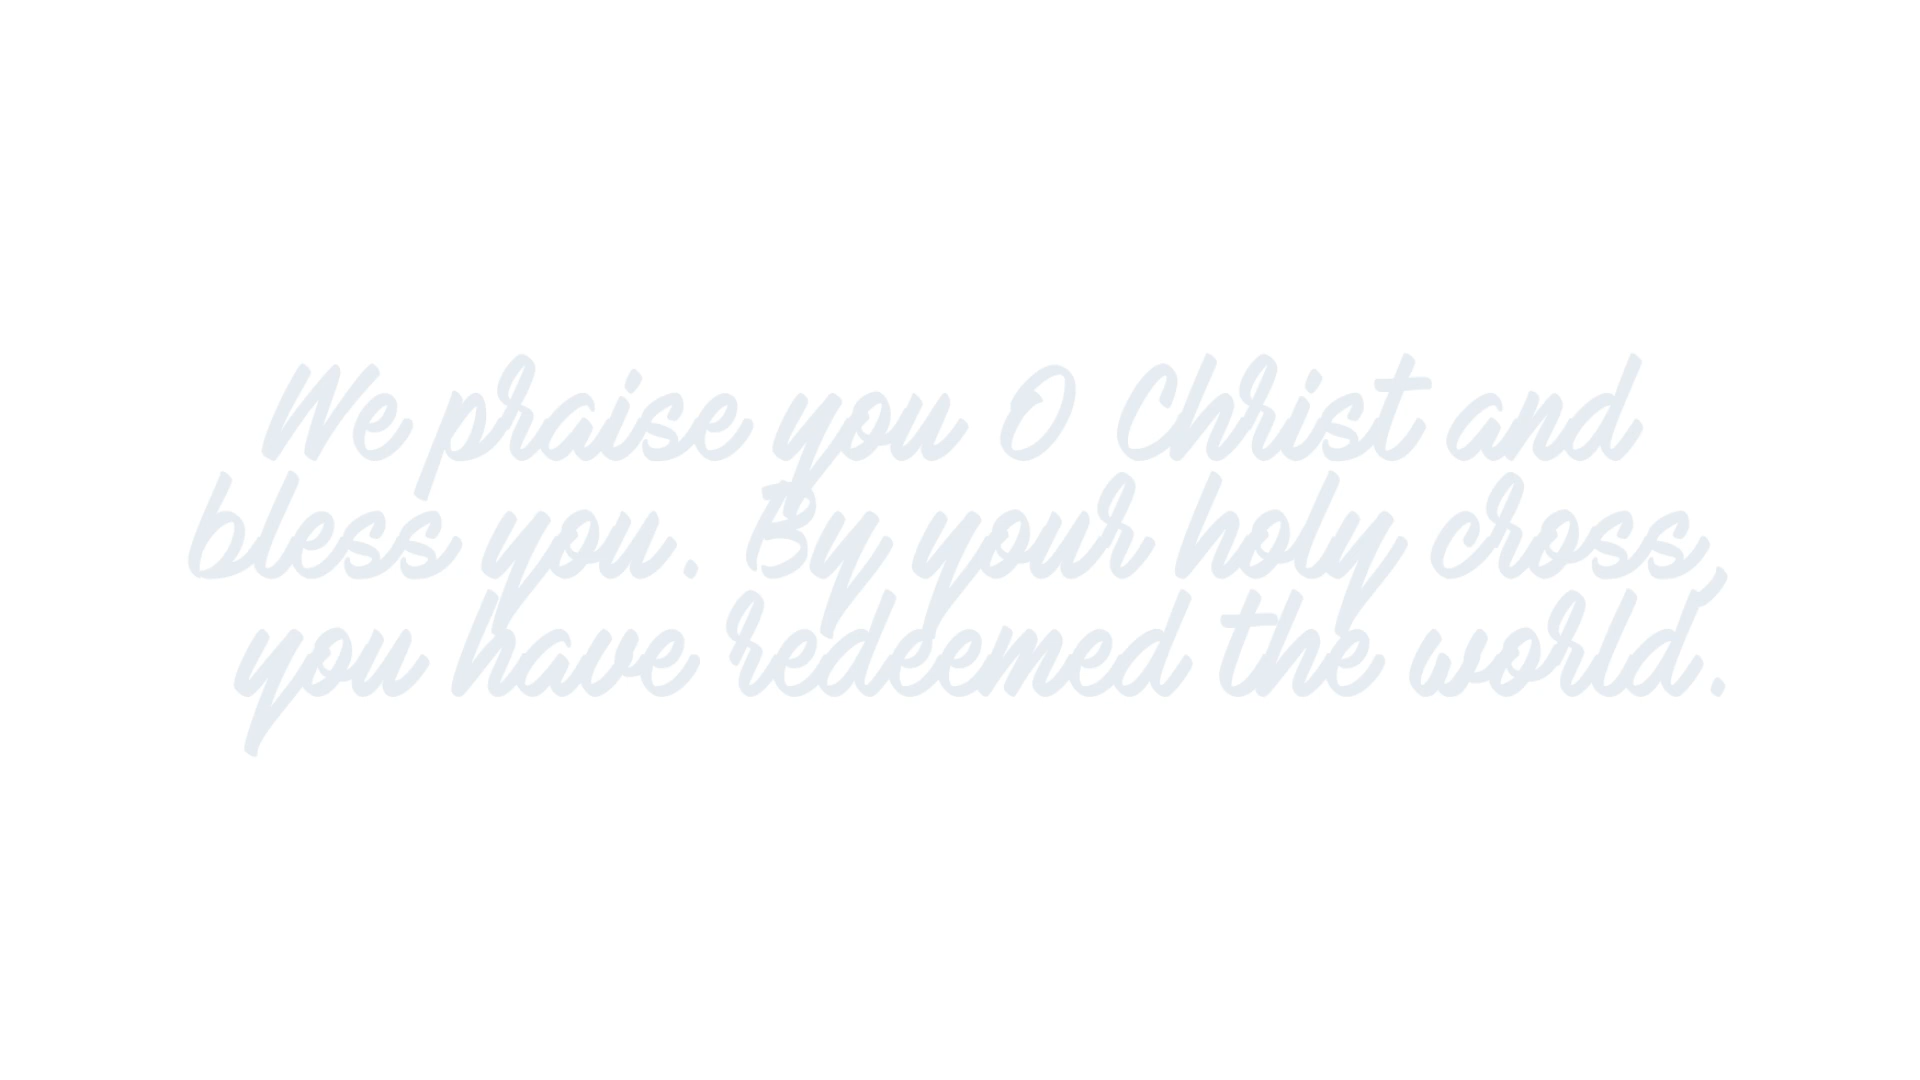 We praise you O Christ and
bless you. By your holy cross,
you have redeemed the world.